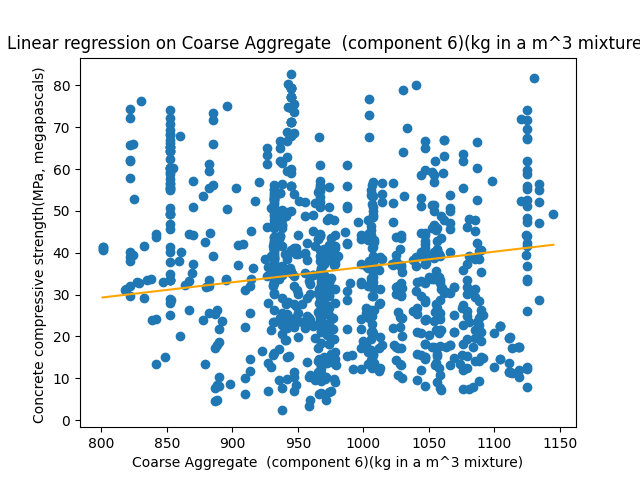 Linear regression on Coarse Aggregate (component 6)(kg in a m^3 mixture
80
70
60
50
40
30
20
10
0
Concrete compressive strength(MPa, megapascals)
800 850 900 950 1000 1050 1100 1150
Coarse Aggregate (component 6)(kg in a m^3 mixture)